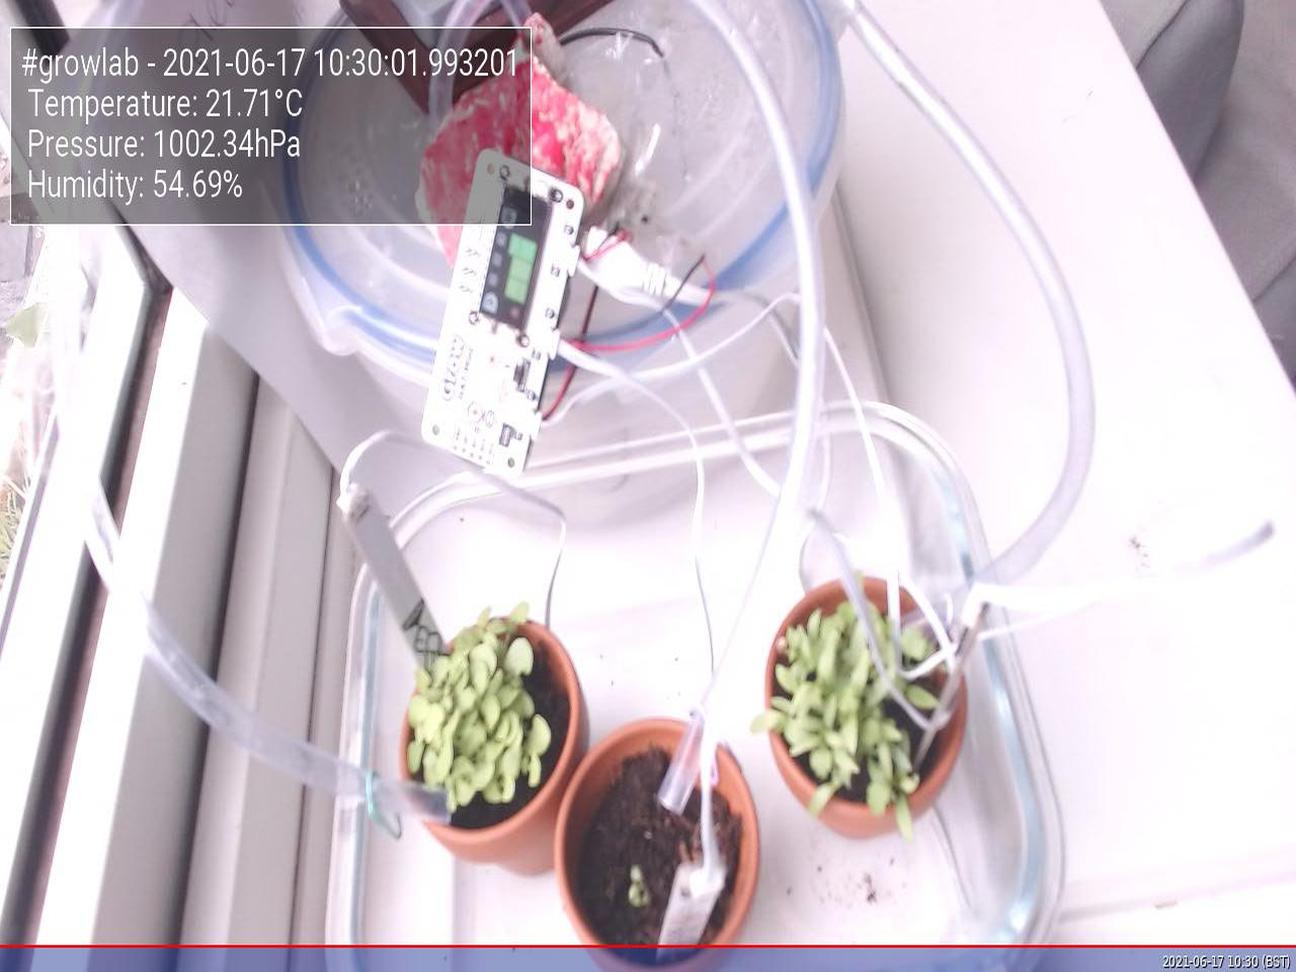 #growlab - 2021-06-17 10:30:01.993201
Temperature: 21.71°C
Pressure: 1002.34hPa
Humidity: 54.69%
2021-06-17 10:30 (BST)